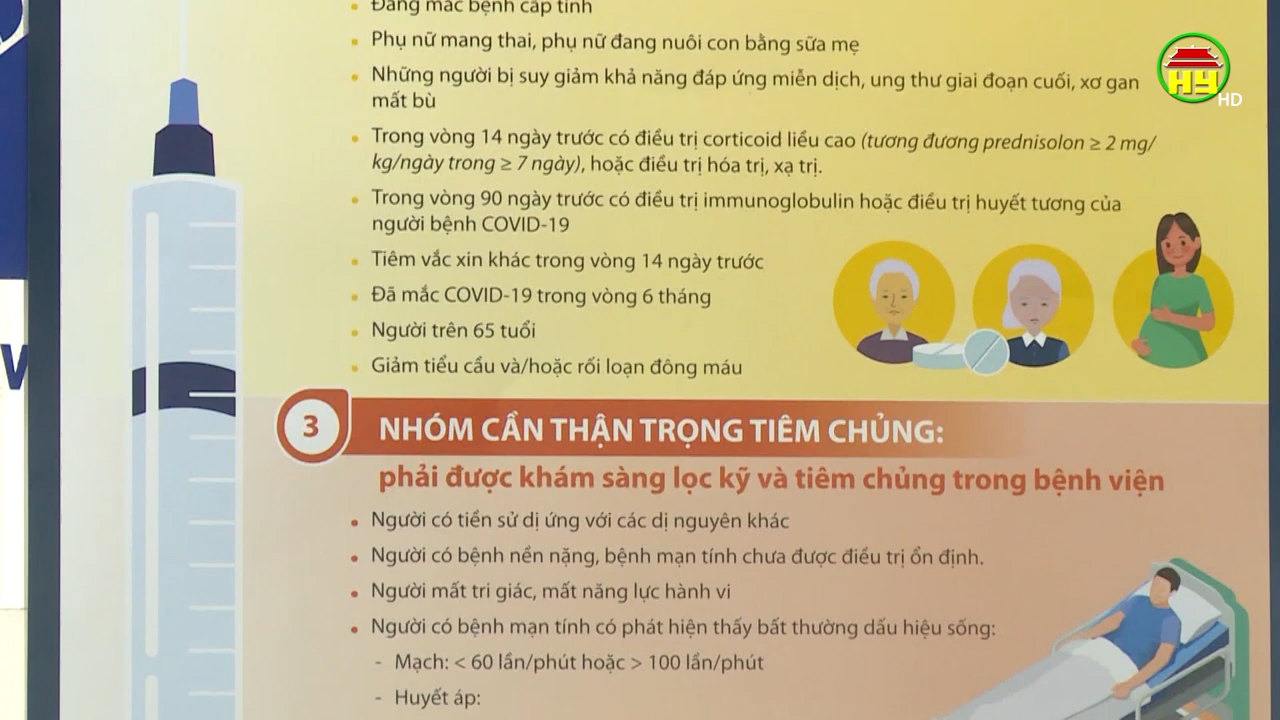 Đang mắc bệnh cấp tính
Phụ nữ mang thai, phụ nữ đang nuôi con bằng sữa mẹ
Những người bị suy giảm khả năng đáp ứng miễn dịch, ung thư giai đoạn cuối, xơ gan
mất bù
Trong vòng 14 ngày trước có điều trị corticoid liều cao (tương đương prednisolon ≥ 2 mg/
kg/ngày trong ≥ 7 ngày), hoặc điều trị hóa trị, xạ trị.
Trong vòng 90 ngày trước có điều trị immunoglobulin hoặc điều trị huyết tương của
người bệnh COVID-19
Tiêm vắc xin khác trong vòng 14 ngày trước
Đã mắc COVID-19 trong vòng 6 tháng
Người trên 65 tuổi
Giảm tiểu cầu và/hoặc rối loạn đông máu
3
NHÓM CẦN THẬN TRỌNG TIÊM CHỦNG:
phải được khám sàng lọc kỹ và tiêm chủng trong bệnh viện
Người có tiền sử dị ứng với các dị nguyên khác
Người có bệnh nền nặng, bệnh mạn tính chưa được điều trị ổn định.
Người mất tri giác, mất năng lực hành vi
Người có bệnh mạn tính có phát hiện thấy bất thường dấu hiệu sống:
- Mạch: < 60 lần/phút hoặc > 100 lần/phút
- Huyết áp:
HY
HD